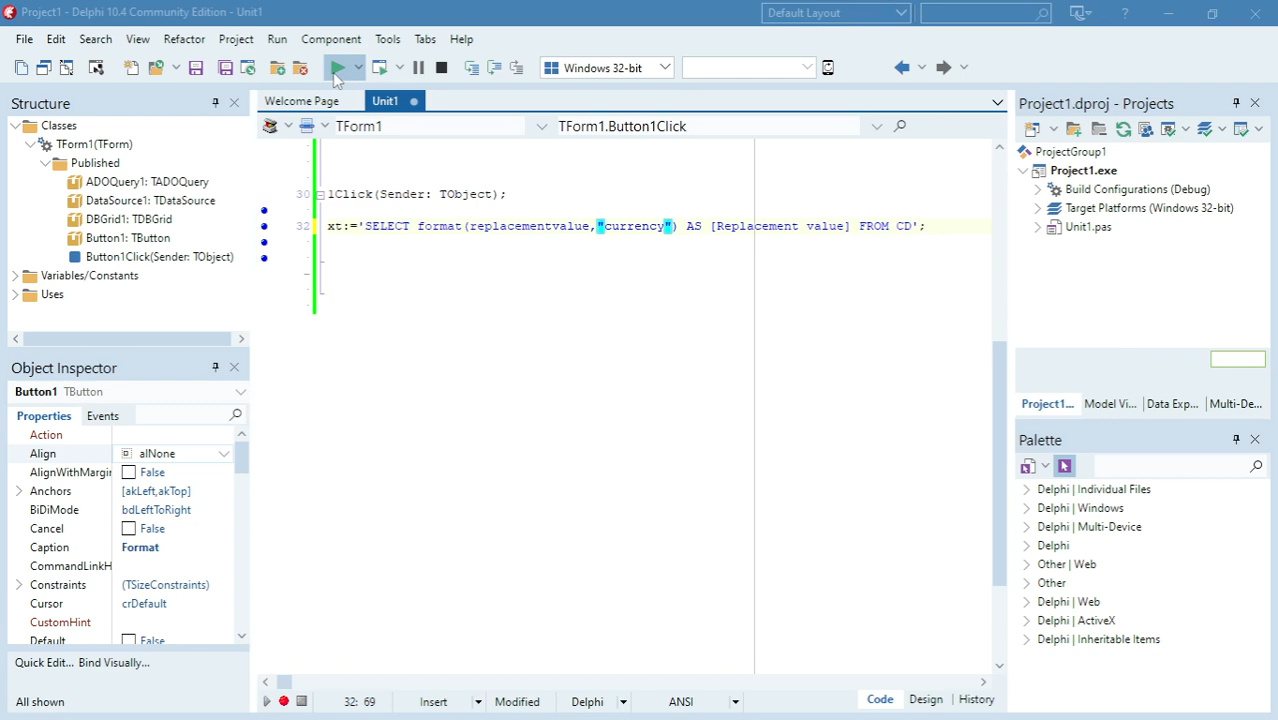 Project1 - Delphi 10.4 Community Edition - Unit1
Default Layout
File Edit Search View Refactor Project Run Component Tools Tabs Help
Windows 32-bit
Structure
Classes
TForm1(TForm)
Published
ADOQuery1: TADOQuery
DataSource1: TDataSource
DBGrid1: TDBGrid
Button1: TButton
Button1Click(Sender: TObject)
Variables/Constants
Uses
Object Inspector
Button1 TButton
Properties Events
Action
Align alNone
AlignWithMargin False
Anchors [akLeft,akTop]
BiDiMode bdLeftToRight
Cancel False
Caption Format
CommandLinkH
Constraints (TSizeConstraints)
Cursor crDefault
CustomHint
Default False
Quick Edit... Bind Visually...
All shown
Welcome Page Unit1
TForm1 TForm1.Button1Click
30 lClick(Sender: TObject);
32 xt:='SELECT format(replacementvalue,"currency") AS [Replacement value] FROM CD';
32: 69 Insert Modified Delphi ANSI Code Design History
Project1.dproj - Projects
ProjectGroup1
Project1.exe
Build Configurations (Debug)
Target Platforms (Windows 32-bit)
Unit1.pas
Project1... Model Vi... Data Exp... Multi-De...
Palette
Delphi | Individual Files
Delphi | Windows
Delphi | Multi-Device
Delphi
Other | Web
Other
Delphi | Web
Delphi | ActiveX
Delphi | Inheritable Items